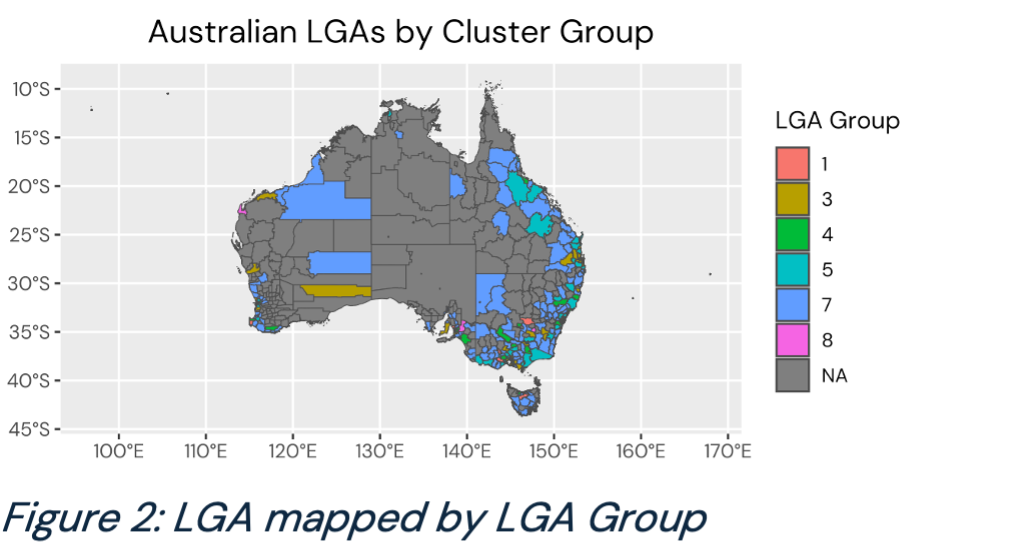 Australian LGAs by Cluster Group
10°S
15°S
20°S
25°S
30°S
35°S
40°S
45°S
100°E 110°E 120°E 130°E 140°E 150°E 160°E 170°E
LGA Group
1
3
4
5
7
8
NA
Figure 2: LGA mapped by LGA Group